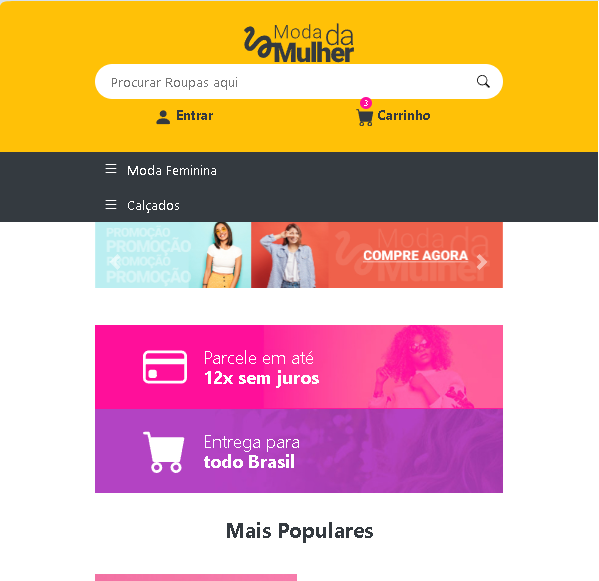 Moda da
Mulher
Procurar Roupas aqui
Entrar
3
Carrinho
Moda Feminina
Calçados
PROMOÇÃO
PROMOÇÃO
PROMOÇÃO
PROMOÇÃO
Moda da
Mulher
COMPRE AGORA
Parcele em até
12x sem juros
Entrega para
todo Brasil
Mais Populares